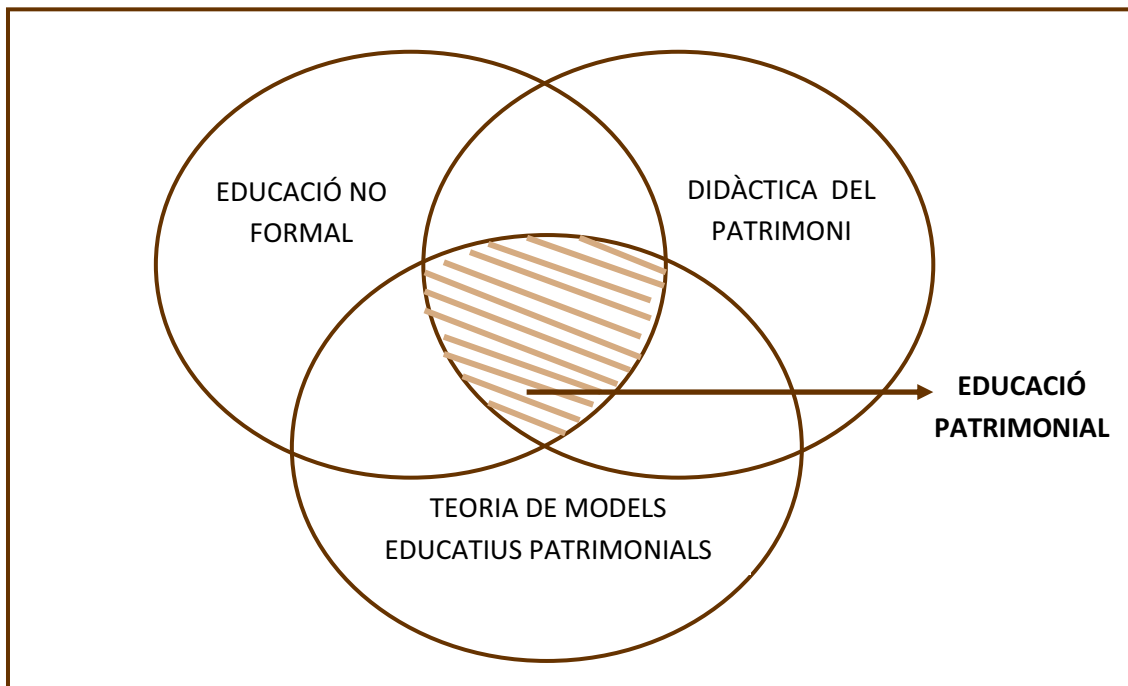 EDUCACIÓ NO
FORMAL
DIDÀCTICA DEL
PATRIMONI
EDUCACIÓ
PATRIMONIAL
TEORIA DE MODELS
EDUCATIUS PATRIMONIALS